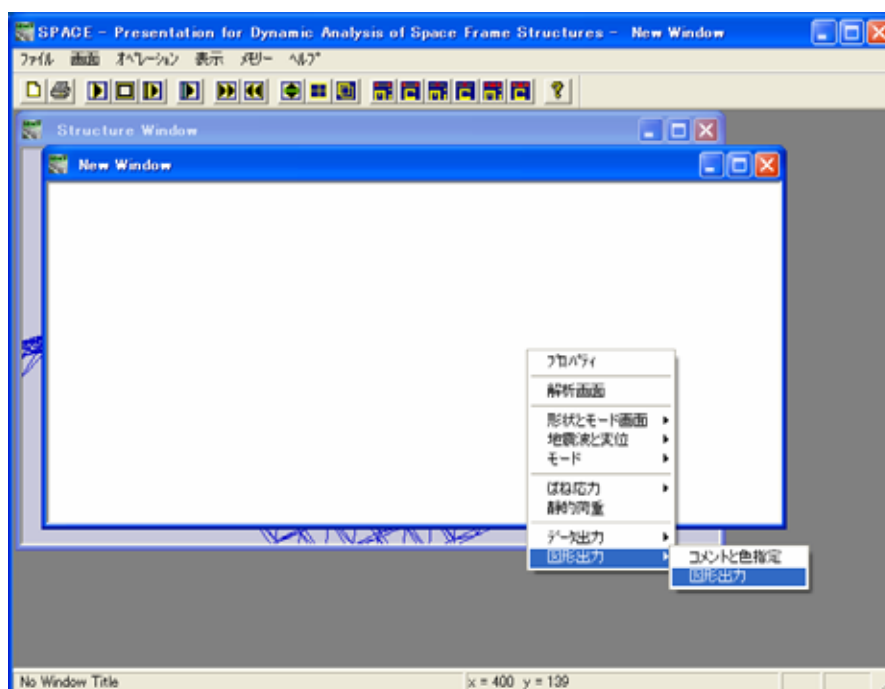 SPACE - Presentation for Dynamic Analysis of Space Frame Structures - New Window
ファイル 画面 オペレーション 表示 メモリー ヘルプ
Structure Window
New Window
プロパティ
解析画面
形状とモード画面
地震波と変位
モード
ばね応力
静的荷重
データ出力
図形出力
コメントと色指定
図形出力
No Window Title
x = 400 y = 139